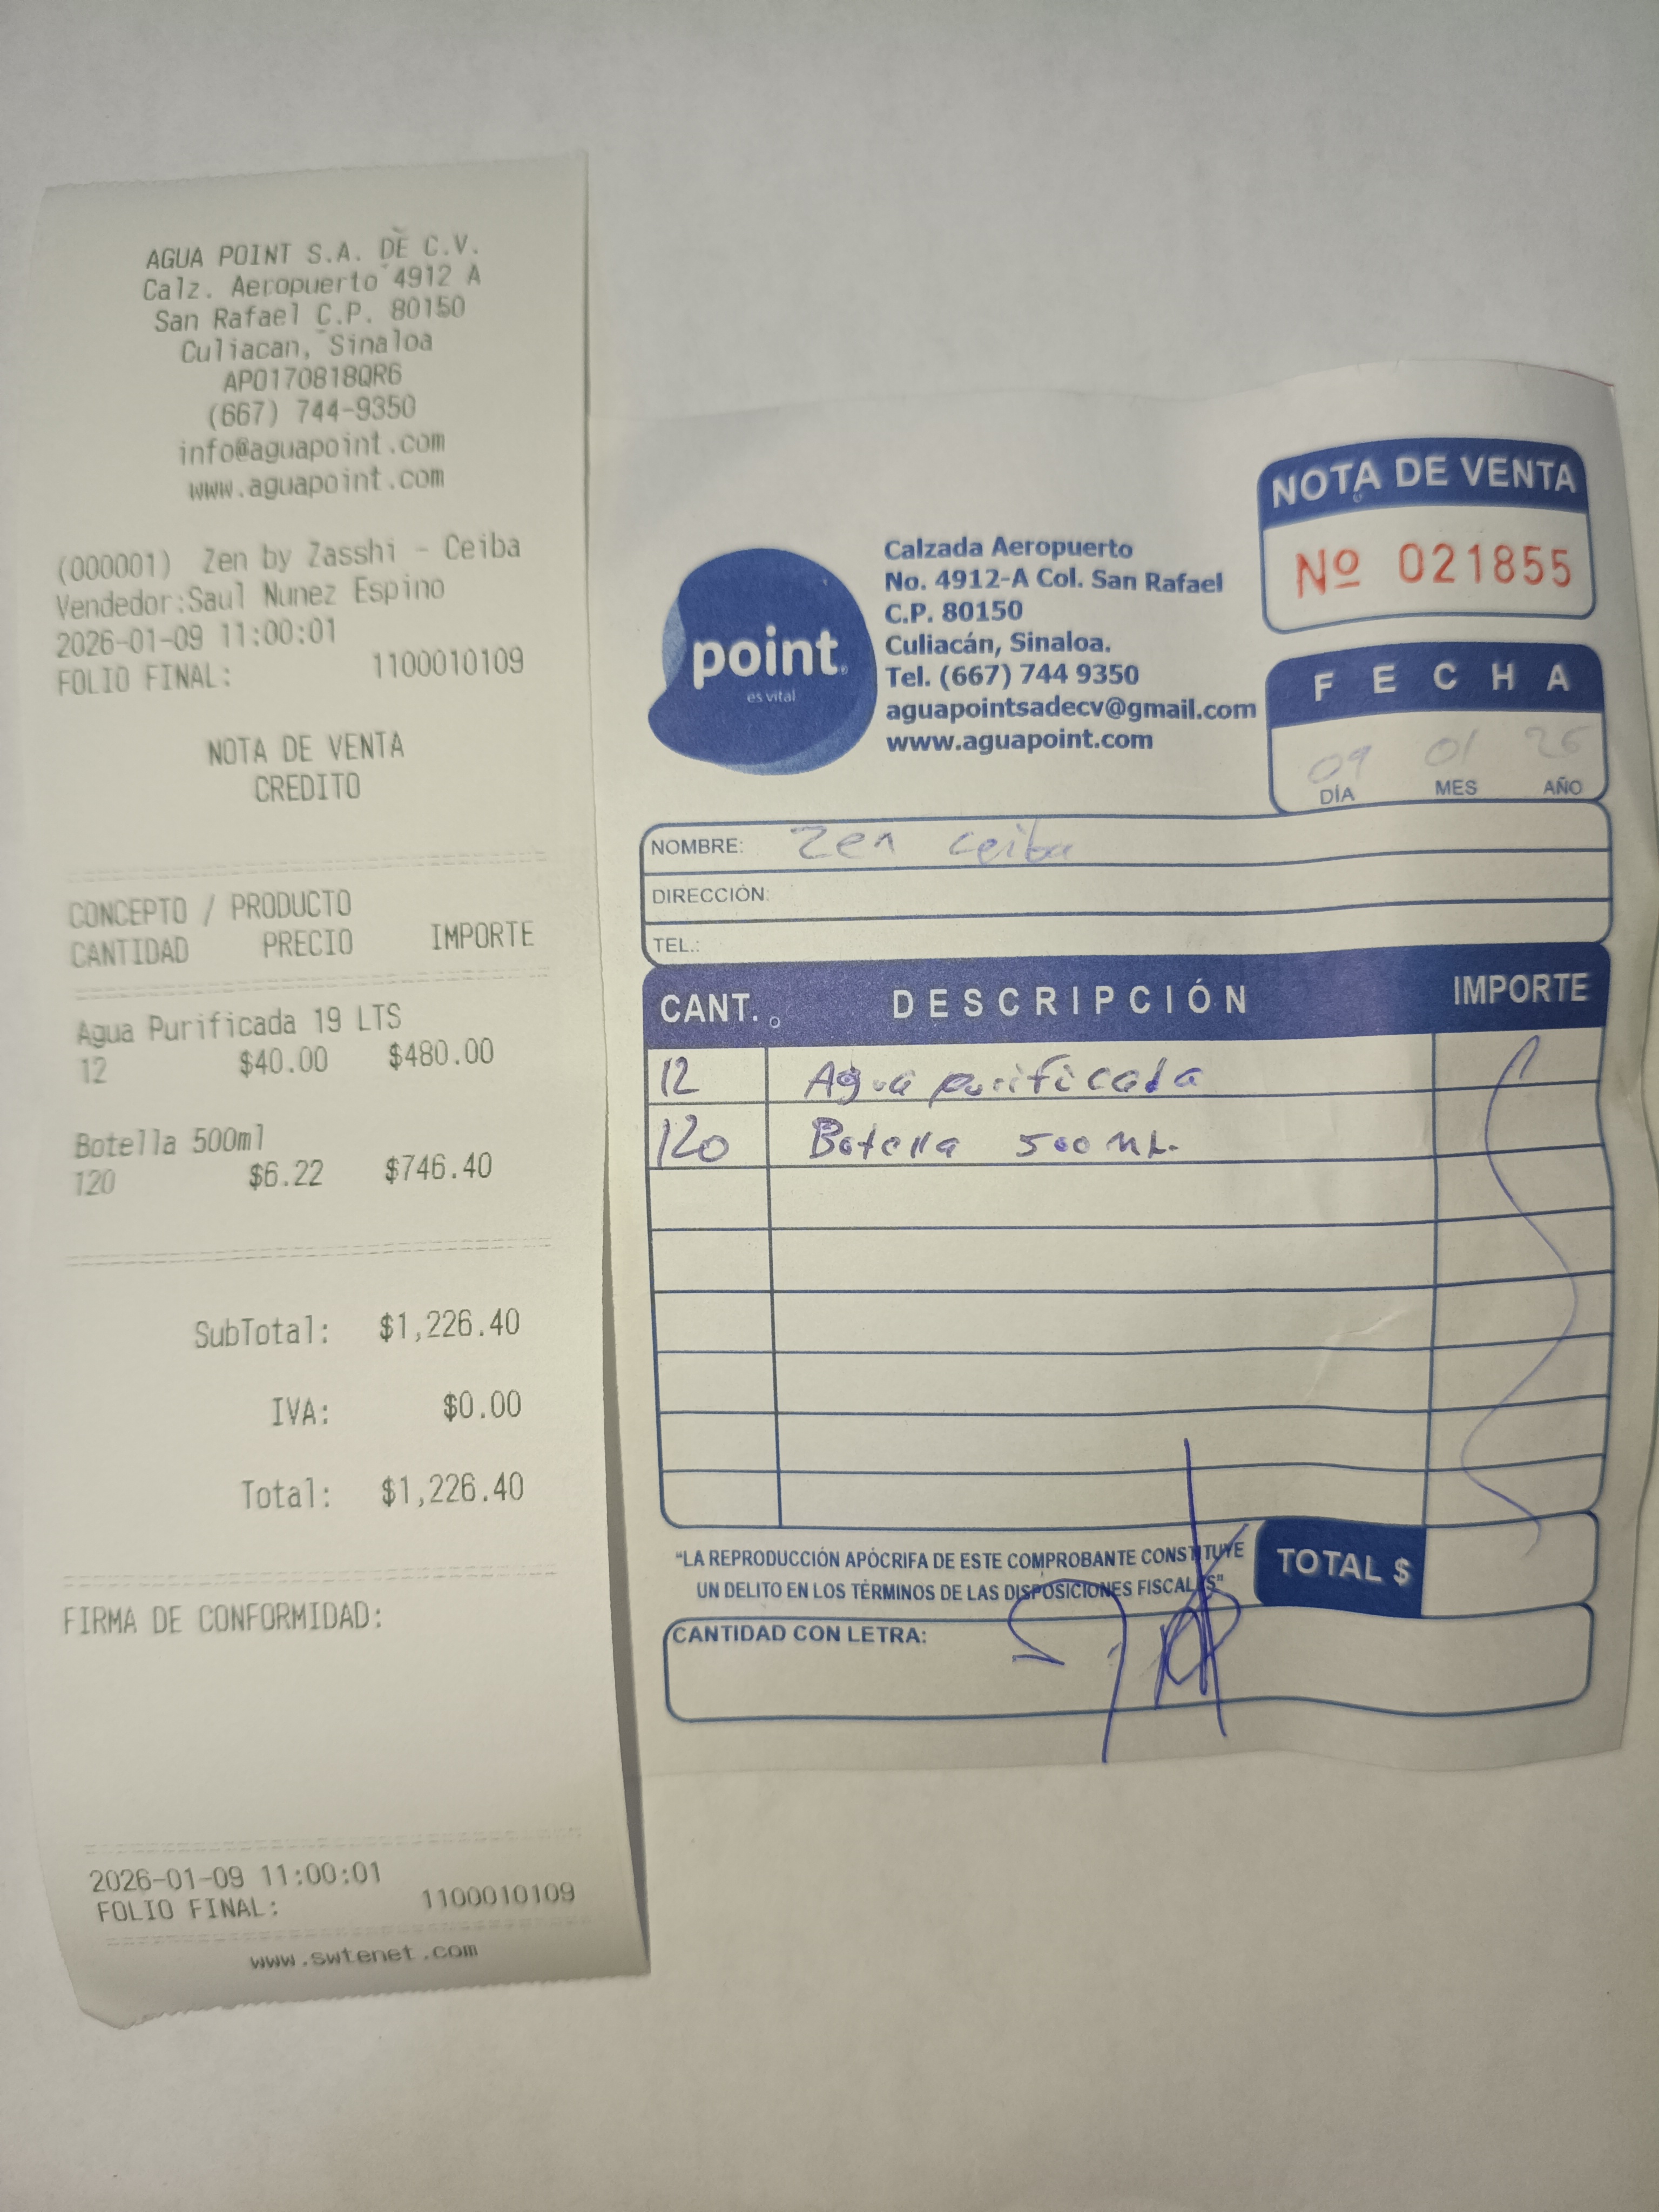 AGUA POINT S.A. DE C.V.
Calz. Aeropuerto 4912 A
San Rafael C.P. 80150
Culiacan, Sinaloa
APO170818QR6
(667) 744-9350
info@aguapoint.com
www.aguapoint.com
(000001) Zen by Zasshi - Ceiba
Vendedor:Saul Nunez Espino
2026-01-09 11:00:01
FOLIO FINAL: 1100010109
NOTA DE VENTA
CREDITO
CONCEPTO / PRODUCTO
CANTIDAD PRECIO IMPORTE
Agua Purificada 19 LTS
12 $40.00 $480.00
Botella 500ml
120 $6.22 $746.40
SubTotal: $1,226.40
IVA: $0.00
Total: $1,226.40
FIRMA DE CONFORMIDAD:
2026-01-09 11:00:01
FOLIO FINAL: 1100010109
www.swtenet.com
point
es vital
Calzada Aeropuerto
No. 4912-A Col. San Rafael
C.P. 80150
Culiacán, Sinaloa.
Tel. (667) 744 9350
aguapointsadecv@gmail.com
www.aguapoint.com
NOTA DE VENTA
Nº 021855
FECHA
09 01 26
DÍA MES AÑO
NOMBRE: Zen ceiba
DIRECCIÓN:
TEL.:
CANT. DESCRIPCIÓN IMPORTE
12 Agua purificada
120 Botella 500 ML.
"LA REPRODUCCIÓN APÓCRIFA DE ESTE COMPROBANTE CONSTITUYE
UN DELITO EN LOS TÉRMINOS DE LAS DISPOSICIONES FISCALES"
TOTAL $
CANTIDAD CON LETRA: